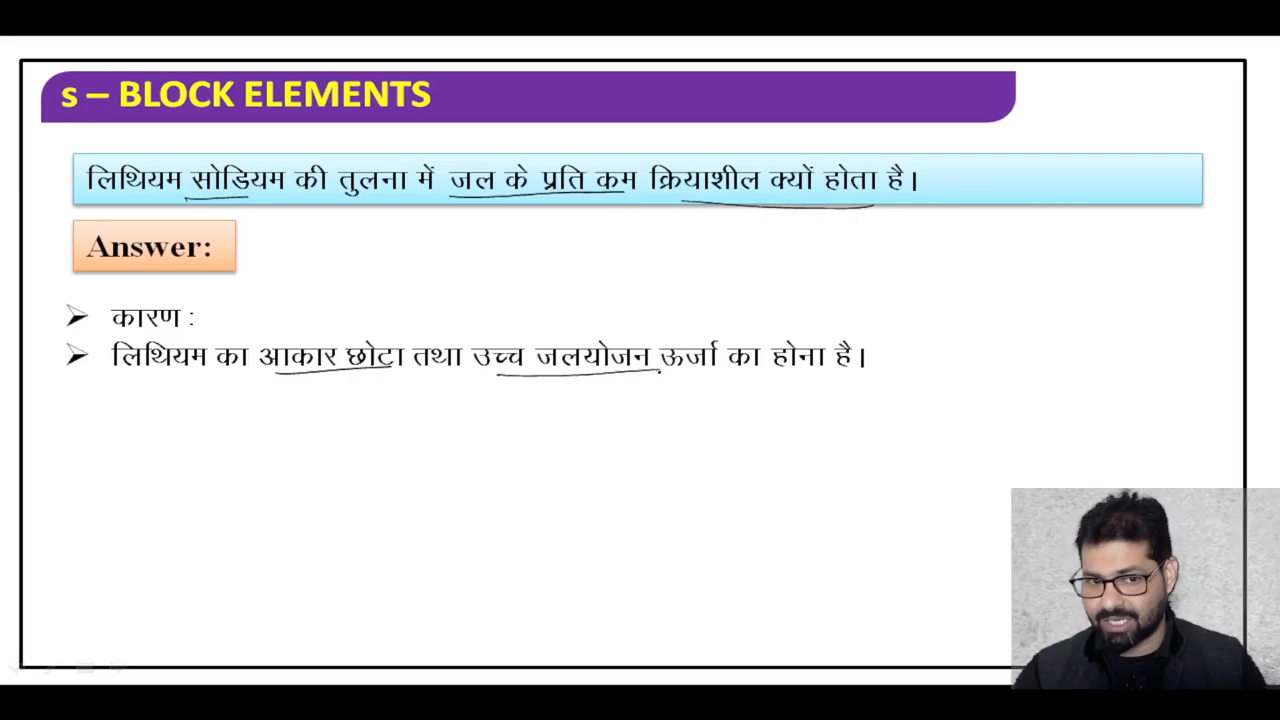 s – BLOCK ELEMENTS
लिथियम सोडियम की तुलना में जल के प्रति कम क्रियाशील क्यों होता है।
Answer:
कारण :
लिथियम का आकार छोटा तथा उच्च जलयोजन ऊर्जा का होना है।